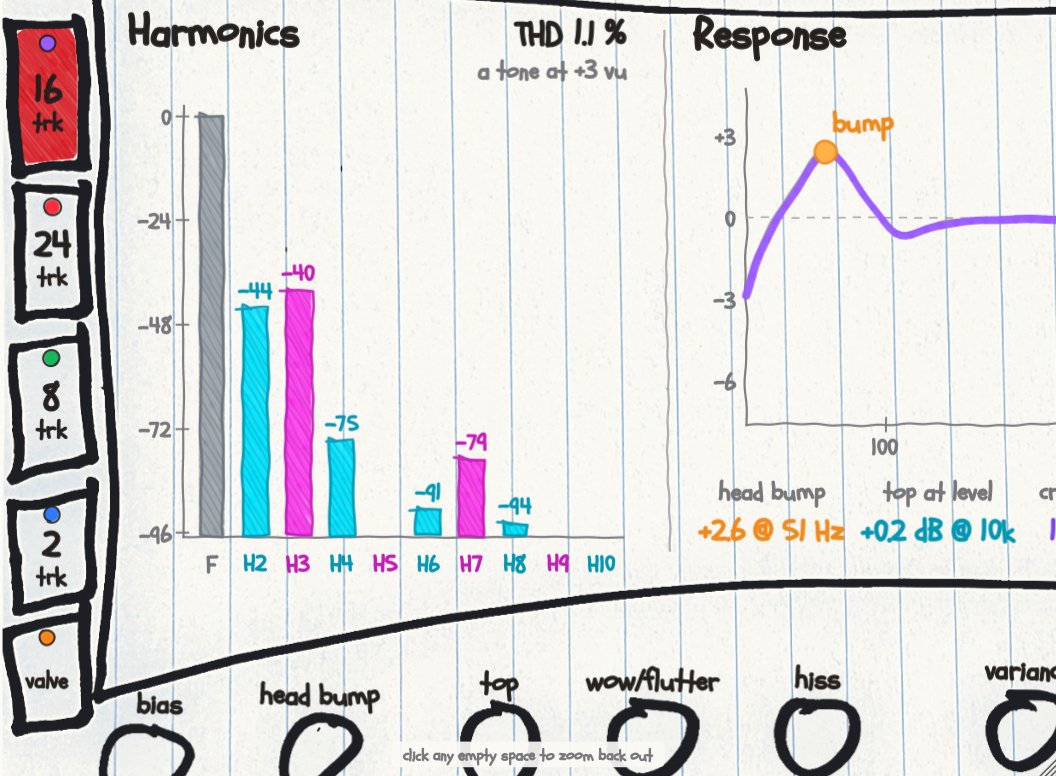 Harmonics
THD 1.1 %
a tone at +3 vu
Response
16
trk
24
trk
8
trk
2
trk
valve
0
-24
-48
-72
-96
-44
-40
-75
-91
-79
-94
F H2 H3 H4 H5 H6 H7 H8 H9 H10
bump
+3
0
-3
-6
100
head bump
+2.6 @ 51 Hz
top at level
+0.2 dB @ 10k
bias
head bump
top
wow/flutter
hiss
click any empty space to zoom back out